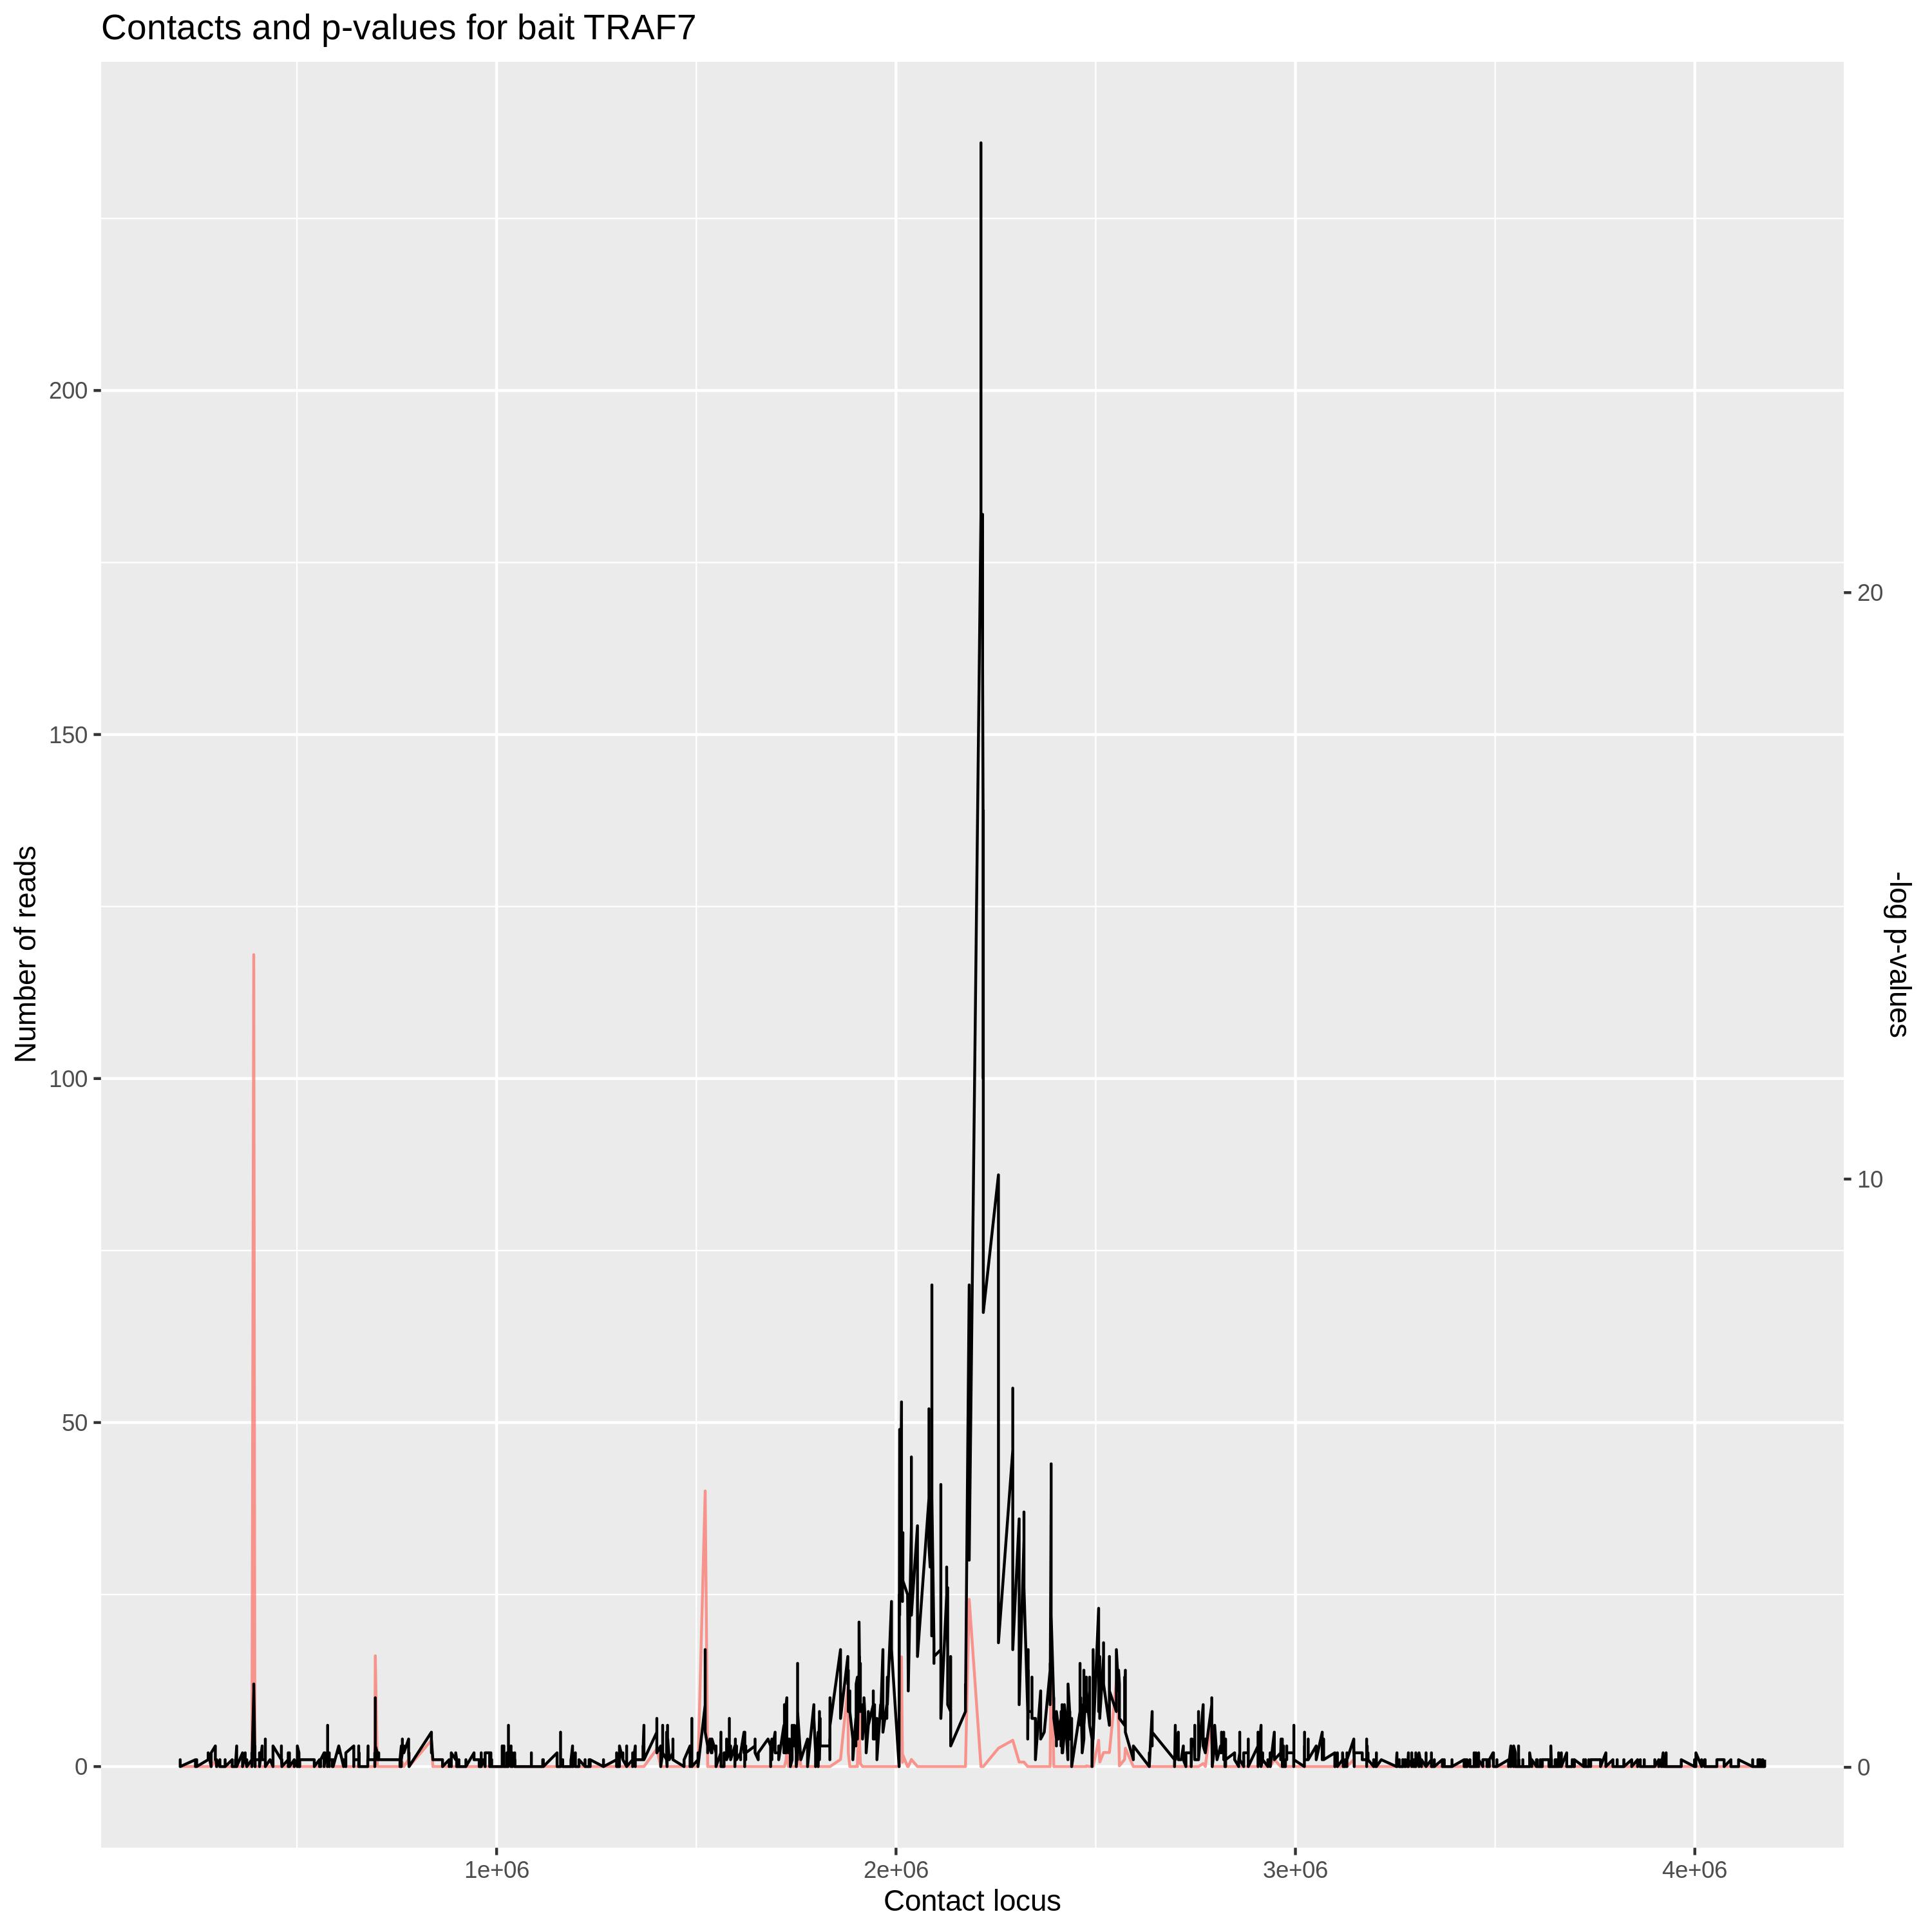 Contacts and p-values for bait TRAF7
200
150
100
50
0
Number of reads
20
10
0
-log p-values
1e+06
2e+06
3e+06
4e+06
Contact locus